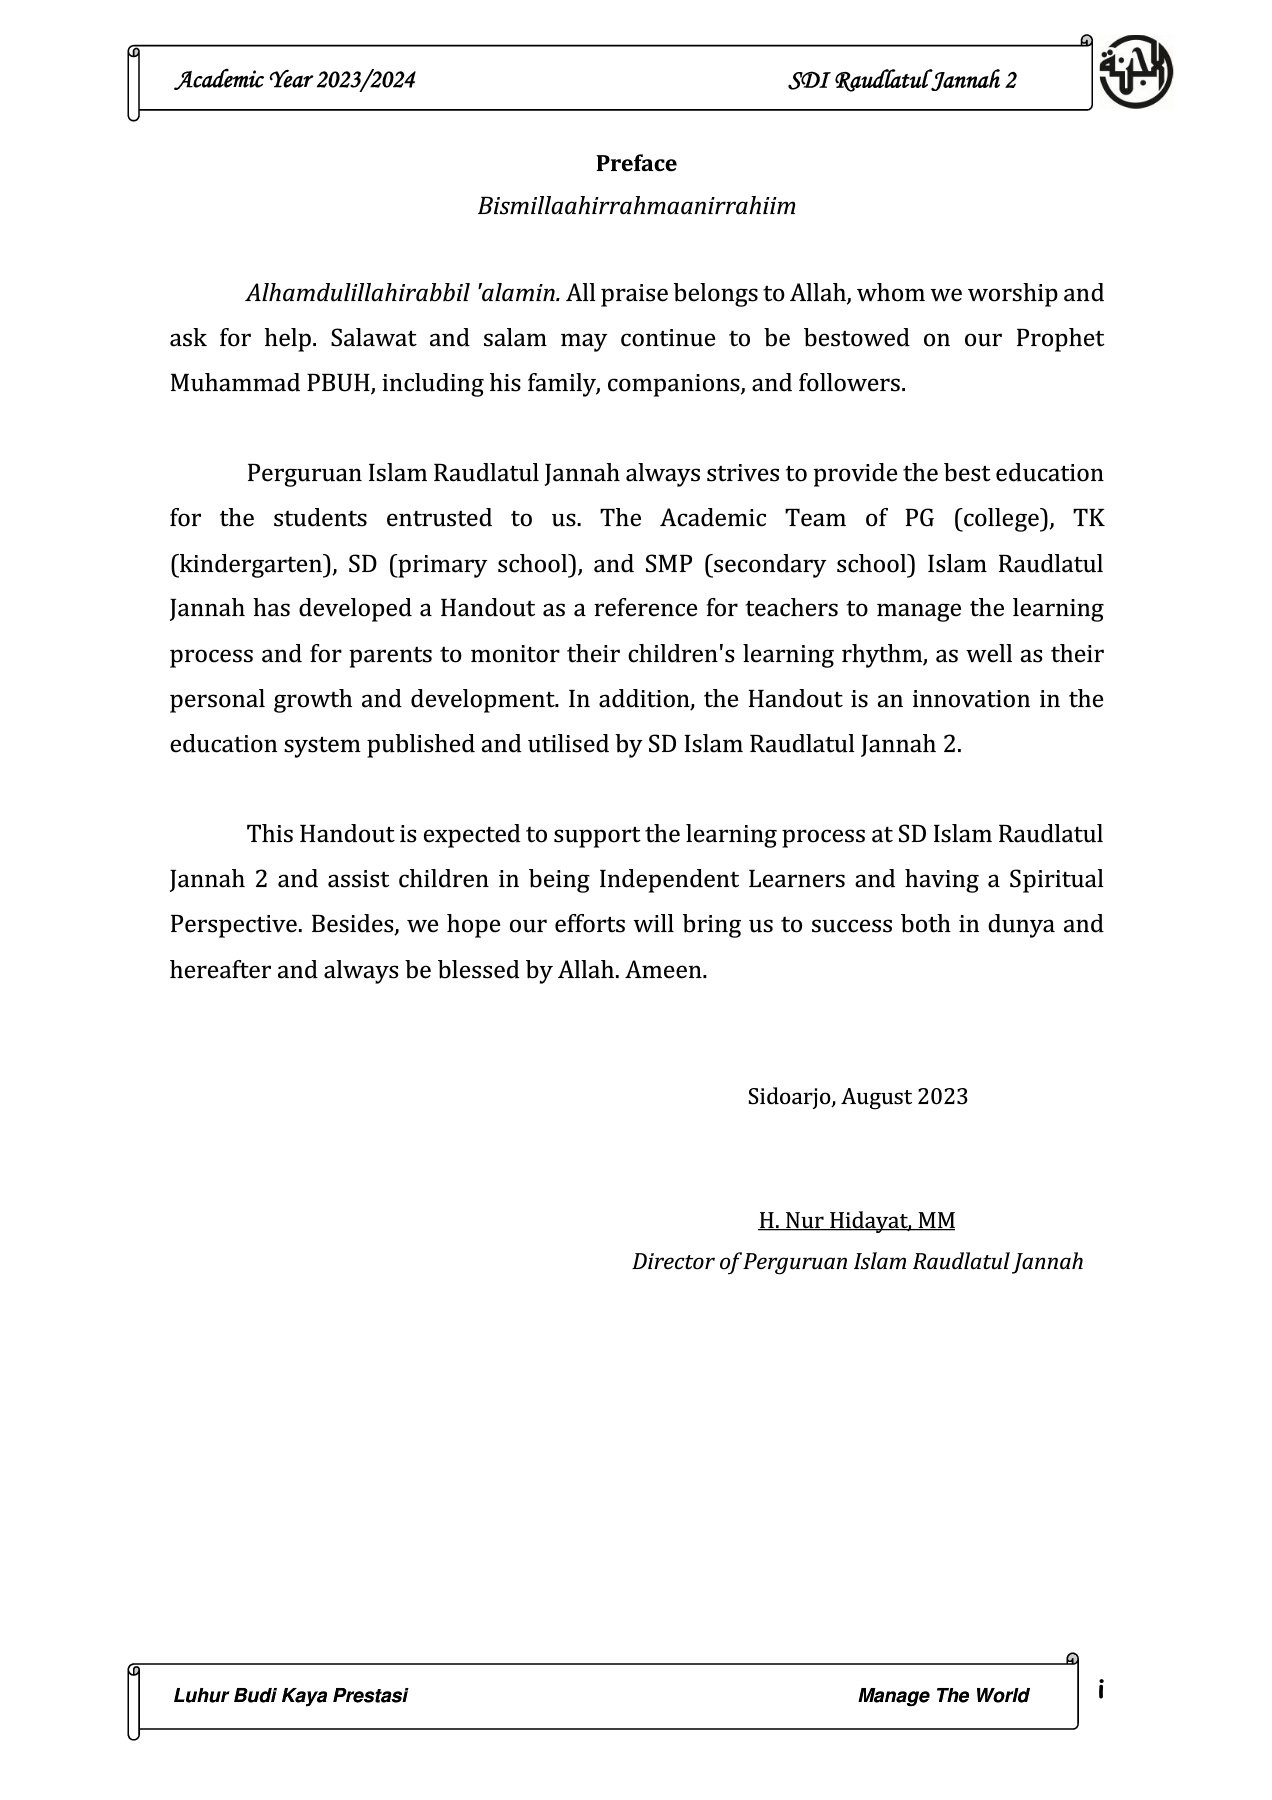 Academic Year 2023/2024 SDI Raudlatul Jannah 2
Preface
Bismillaahirrahmaanirrahiim
Alhamdulillahirabbil 'alamin. All praise belongs to Allah, whom we worship and
ask for help. Salawat and salam may continue to be bestowed on our Prophet
Muhammad PBUH, including his family, companions, and followers.
Perguruan Islam Raudlatul Jannah always strives to provide the best education
for the students entrusted to us. The Academic Team of PG (college), TK
(kindergarten), SD (primary school), and SMP (secondary school) Islam Raudlatul
Jannah has developed a Handout as a reference for teachers to manage the learning
process and for parents to monitor their children's learning rhythm, as well as their
personal growth and development. In addition, the Handout is an innovation in the
education system published and utilised by SD Islam Raudlatul Jannah 2.
This Handout is expected to support the learning process at SD Islam Raudlatul
Jannah 2 and assist children in being Independent Learners and having a Spiritual
Perspective. Besides, we hope our efforts will bring us to success both in dunya and
hereafter and always be blessed by Allah. Ameen.
Sidoarjo, August 2023
H. Nur Hidayat, MM
Director of Perguruan Islam Raudlatul Jannah
Luhur Budi Kaya Prestasi Manage The World i